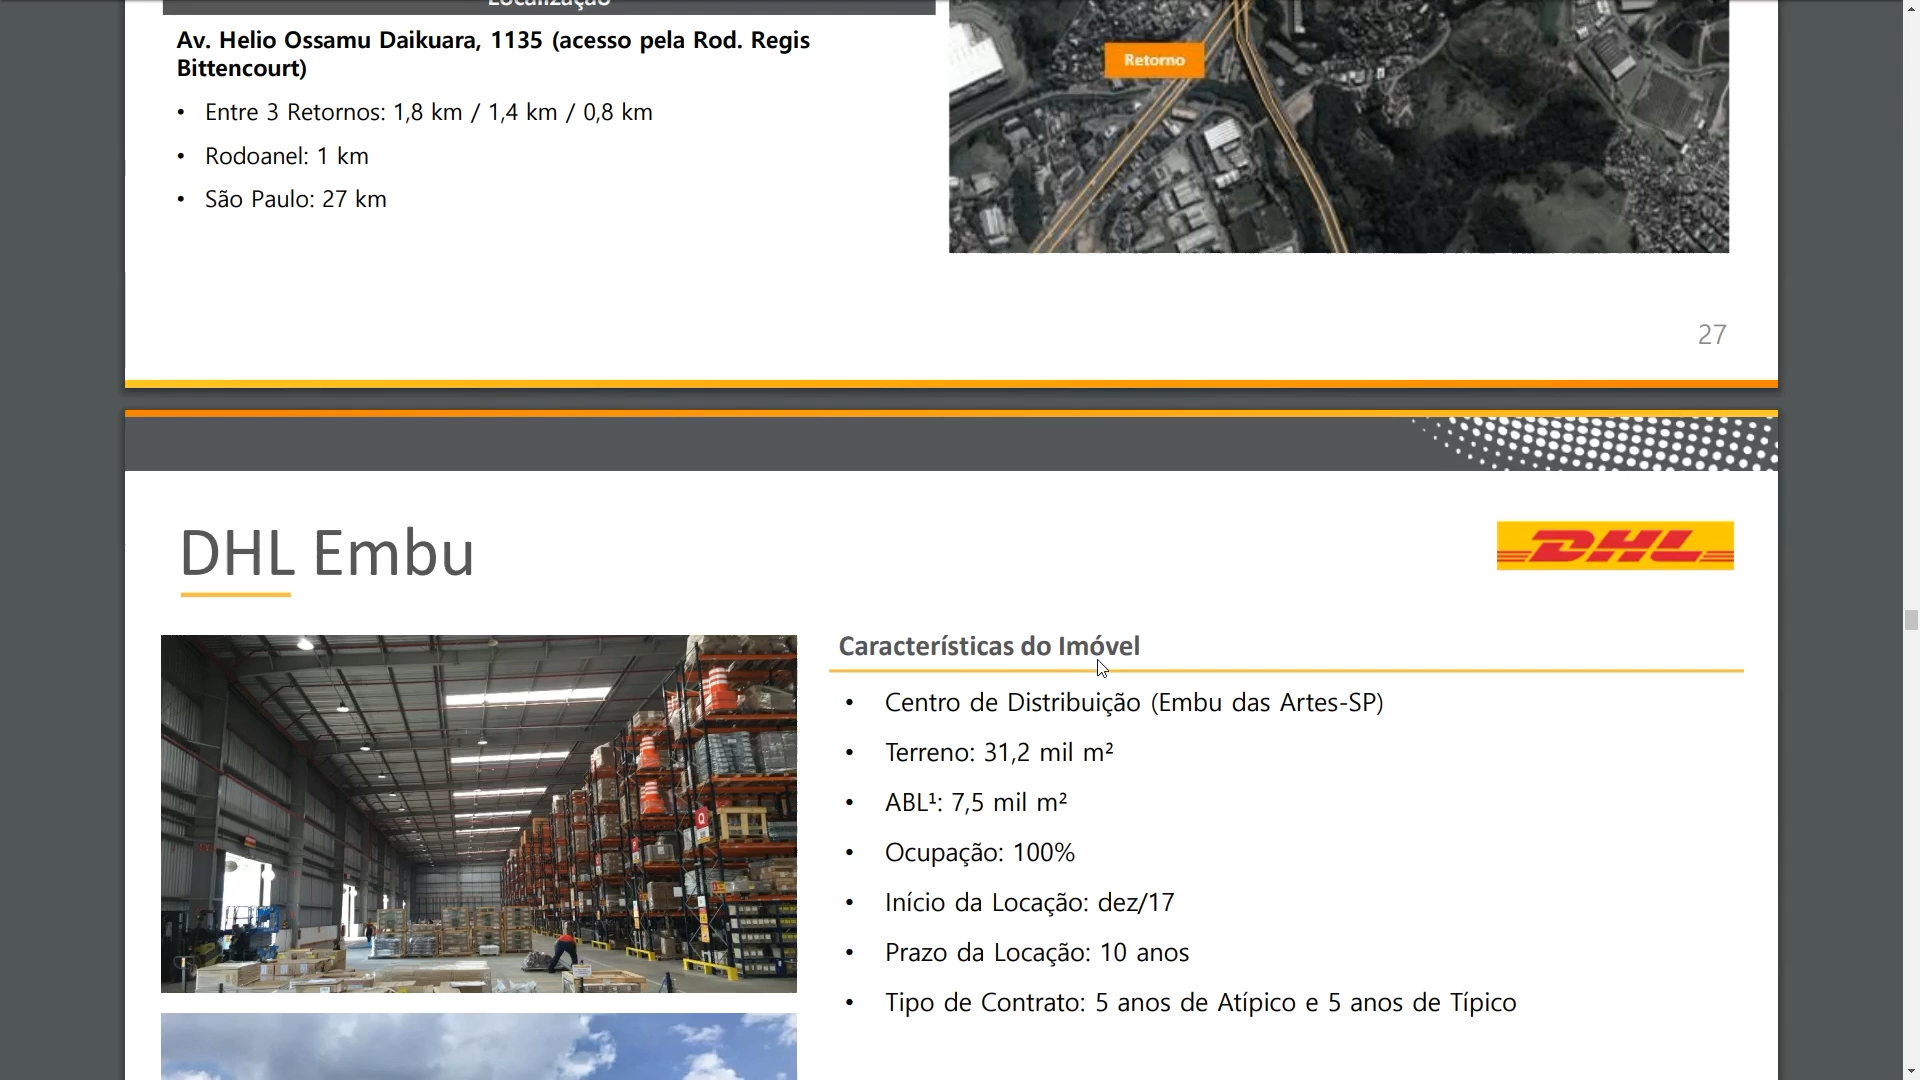 Localização
Av. Helio Ossamu Daikuara, 1135 (acesso pela Rod. Regis
Bittencourt)
• Entre 3 Retornos: 1,8 km / 1,4 km / 0,8 km
• Rodoanel: 1 km
• São Paulo: 27 km
Retorno
27
DHL Embu
DHL
Características do Imóvel
• Centro de Distribuição (Embu das Artes-SP)
• Terreno: 31,2 mil m²
• ABL¹: 7,5 mil m²
• Ocupação: 100%
• Início da Locação: dez/17
• Prazo da Locação: 10 anos
• Tipo de Contrato: 5 anos de Atípico e 5 anos de Típico